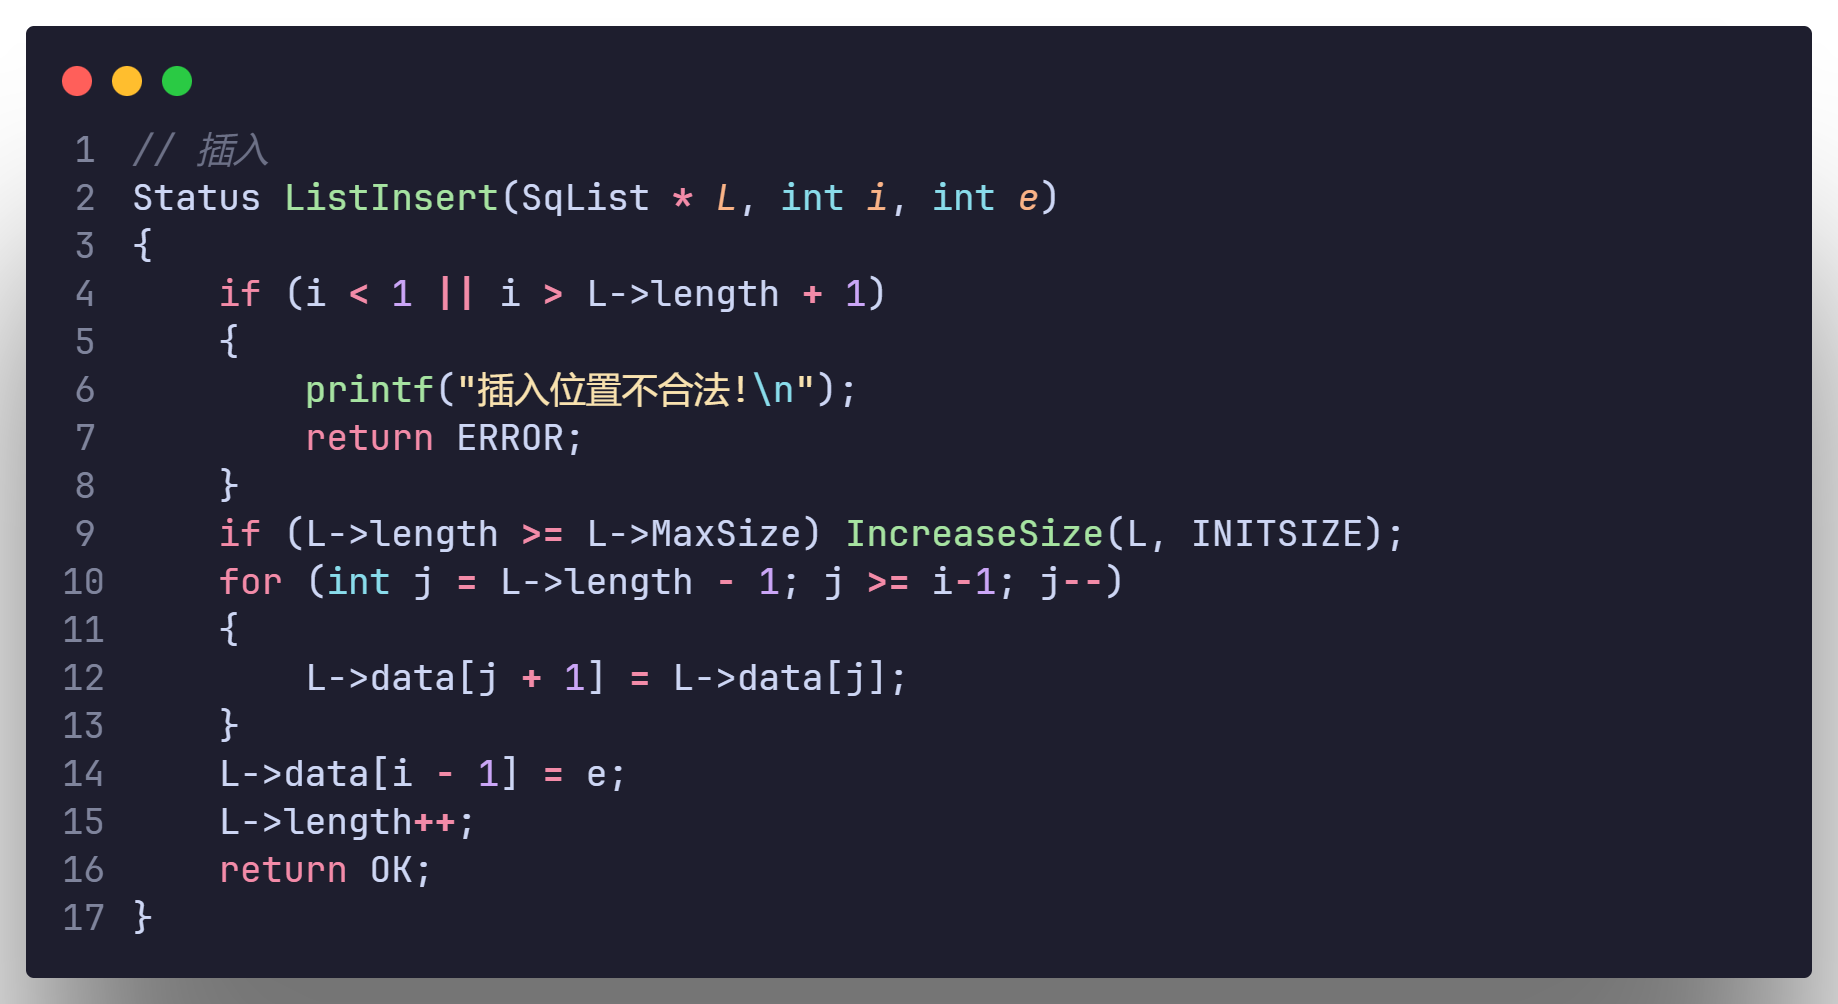 1 // 插入
2 Status ListInsert(SqList * L, int i, int e)
3 {
4     if (i < 1 || i > L->length + 1)
5     {
6         printf("插入位置不合法!\n");
7         return ERROR;
8     }
9     if (L->length >= L->MaxSize) IncreaseSize(L, INITSIZE);
10     for (int j = L->length - 1; j >= i-1; j--)
11     {
12         L->data[j + 1] = L->data[j];
13     }
14     L->data[i - 1] = e;
15     L->length++;
16     return OK;
17 }